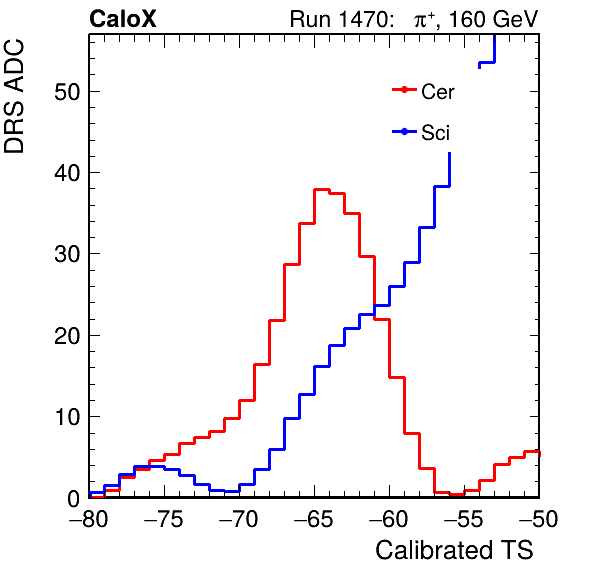 CaloX Run 1470: π⁺, 160 GeV
DRS ADC
50
40
30
20
10
0
Cer
Sci
−80 −75 −70 −65 −60 −55 −50
Calibrated TS